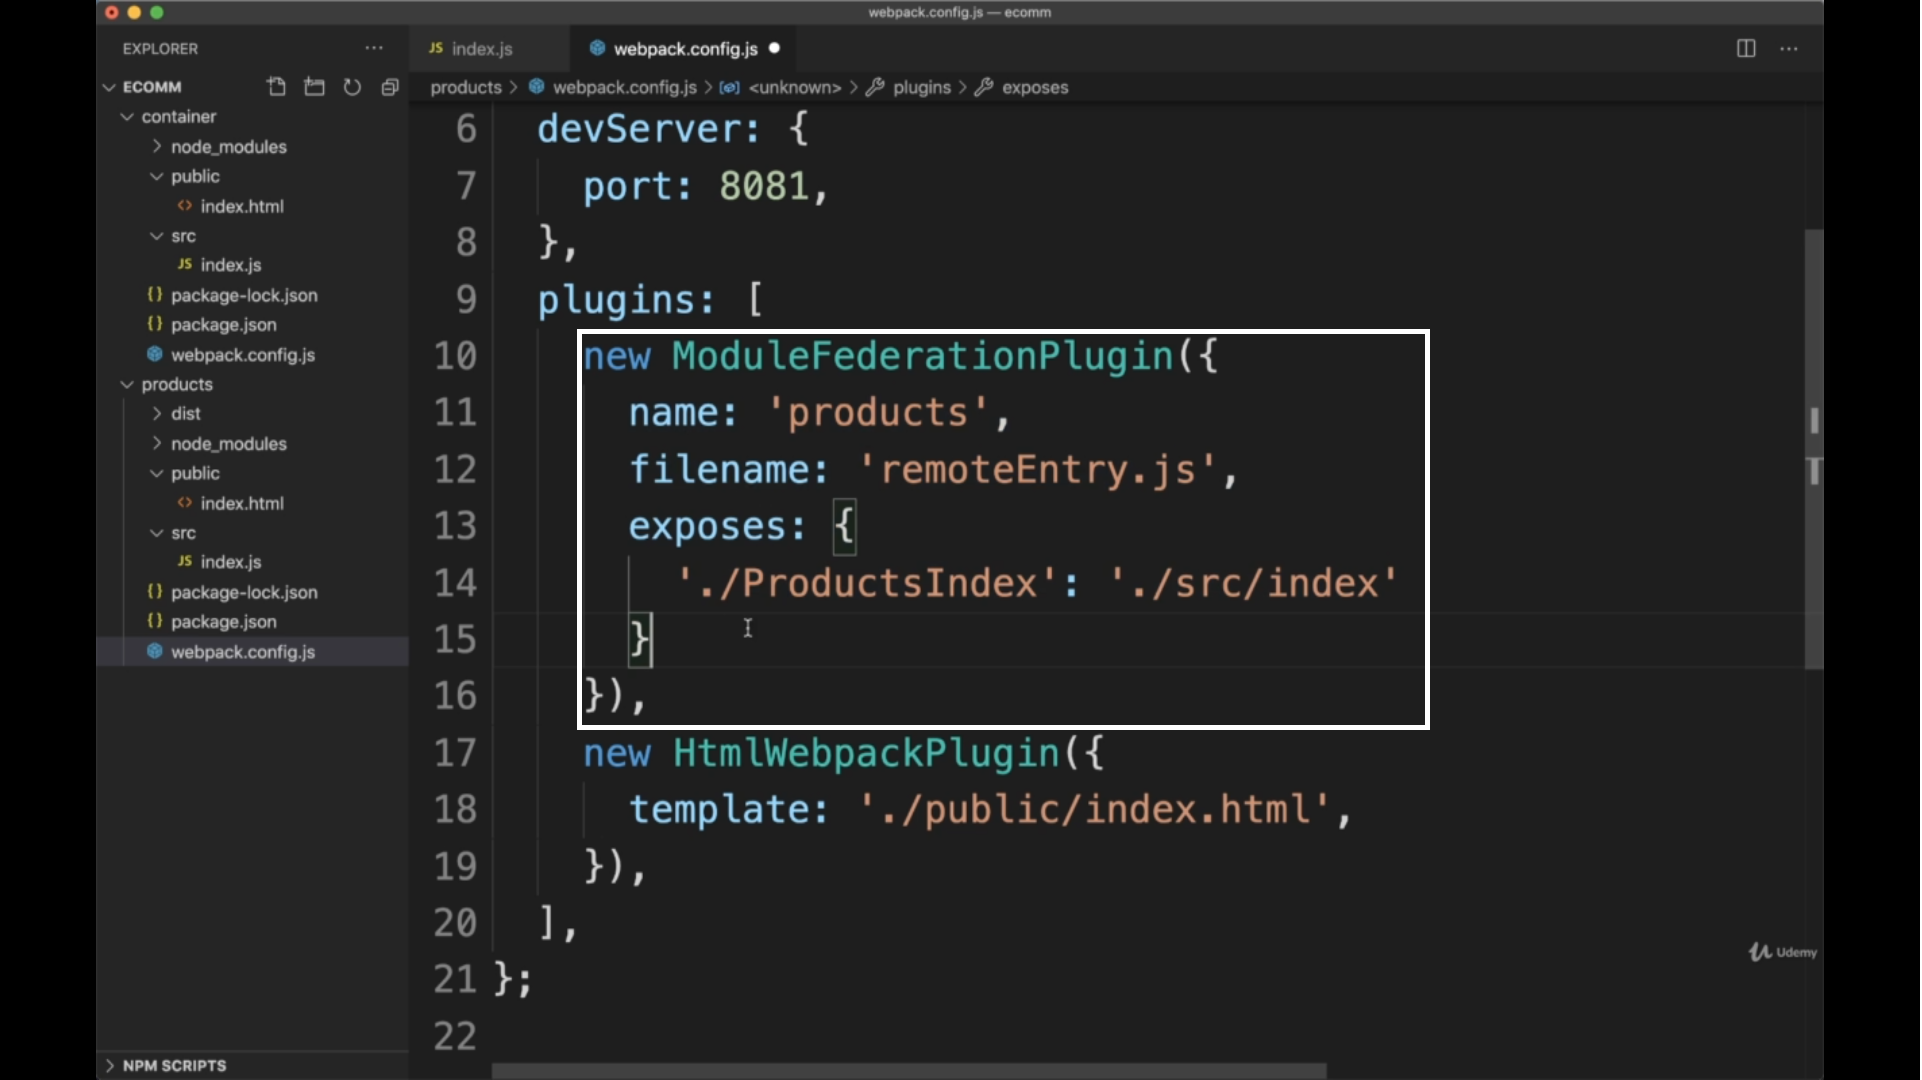 webpack.config.js — ecomm
EXPLORER
ECOMM
container
node_modules
public
index.html
src
index.js
package-lock.json
package.json
webpack.config.js
products
dist
node_modules
public
index.html
src
index.js
package-lock.json
package.json
webpack.config.js
NPM SCRIPTS
JS index.js
webpack.config.js
products > webpack.config.js > <unknown> > plugins > exposes
6 devServer: {
7 port: 8081,
8 },
9 plugins: [
10 new ModuleFederationPlugin({
11 name: 'products',
12 filename: 'remoteEntry.js',
13 exposes: {
14 './ProductsIndex': './src/index'
15 }
16 }),
17 new HtmlWebpackPlugin({
18 template: './public/index.html',
19 }),
20 ],
21 };
22
Udemy